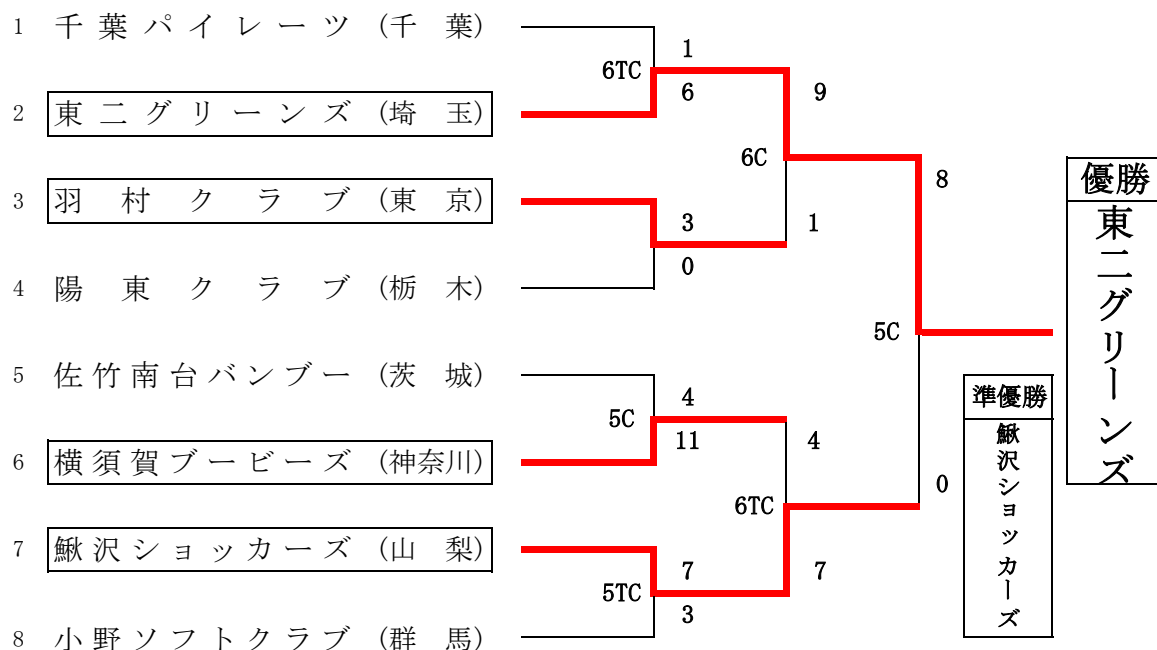 1 千葉パイレーツ (千 葉)
1
6TC
6
9
2 東二グリーンズ (埼 玉)
6C
8
優勝
東二グリーンズ
3 羽村クラブ (東 京)
3
1
0
4 陽東クラブ (栃 木)
5C
5 佐竹南台バンブー (茨 城)
4
準優勝
鰍沢ショッカーズ
5C
11
4
6 横須賀ブービーズ (神奈川)
0
6TC
7 鰍沢ショッカーズ (山 梨)
7
7
5TC
3
8 小野ソフトクラブ (群 馬)